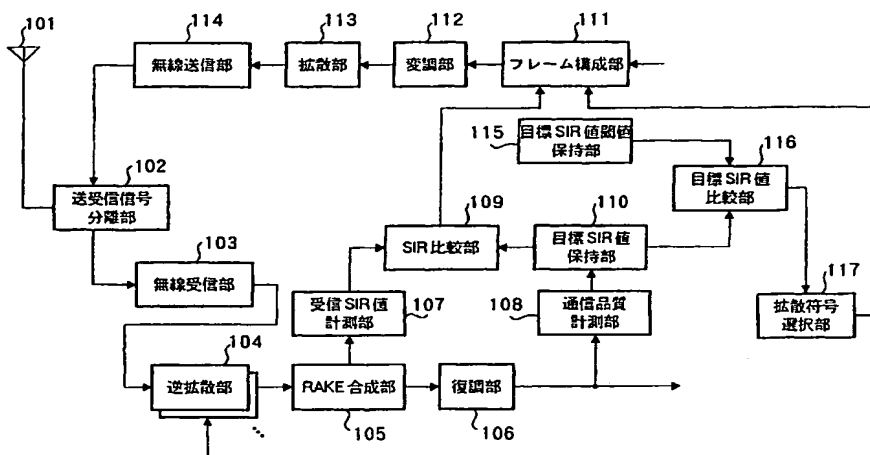 101
114
無線送信部
113
拡散部
112
変調部
111
フレーム構成部
115
目標SIR値閾値
保持部
116
目標SIR値
比較部
102
送受信信号
分離部
103
無線受信部
109
SIR比較部
110
目標SIR値
保持部
受信SIR値
計測部
107
108
通信品質
計測部
117
拡散符号
選択部
104
逆拡散部
RAKE合成部
105
復調部
106